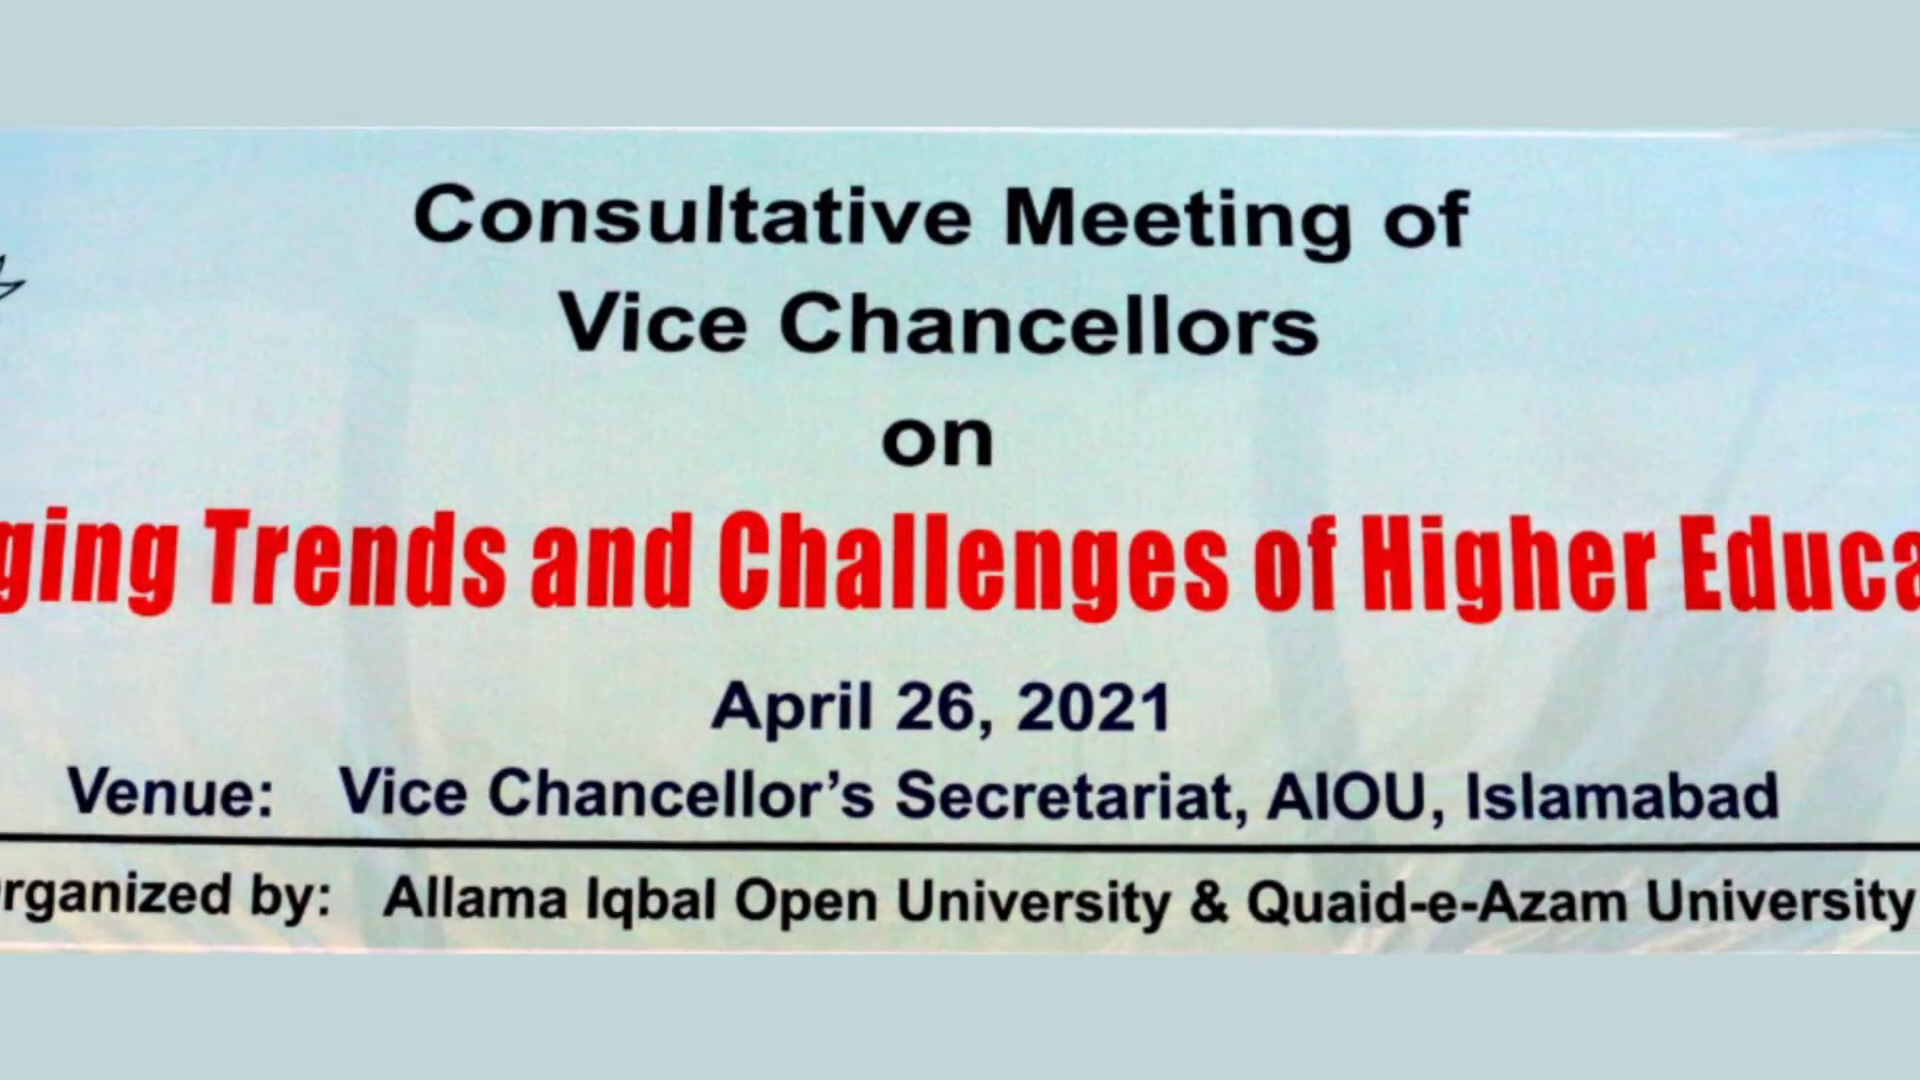 Consultative Meeting of
Vice Chancellors
on
ging Trends and Challenges of Higher Educa
April 26, 2021
Venue: Vice Chancellor’s Secretariat, AIOU, Islamabad
rganized by: Allama Iqbal Open University & Quaid-e-Azam University